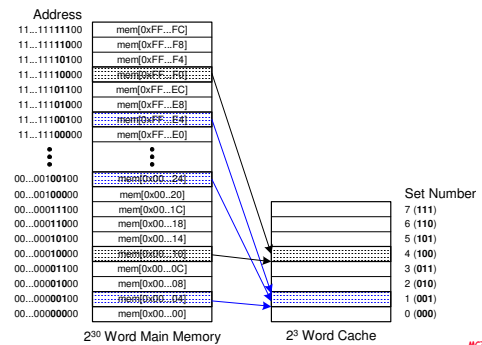 Address
11...11111100 mem[0xFF...FC]
11...11111000 mem[0xFF...F8]
11...11110100 mem[0xFF...F4]
11...11110000 mem[0xFF...F0]
11...11101100 mem[0xFF...EC]
11...11101000 mem[0xFF...E8]
11...11100100 mem[0xFF...E4]
11...11100000 mem[0xFF...E0]
00...00100100 mem[0x00...24]
00...00100000 mem[0x00..20] Set Number
00...00011100 mem[0x00..1C] 7 (111)
00...00011000 mem[0x00...18] 6 (110)
00...00010100 mem[0x00...14] 5 (101)
00...00010000 mem[0x00...10] 4 (100)
00...00001100 mem[0x00...0C] 3 (011)
00...00001000 mem[0x00...08] 2 (010)
00...00000100 mem[0x00...04] 1 (001)
00...00000000 mem[0x00...00] 0 (000)
2³⁰ Word Main Memory 2³ Word Cache